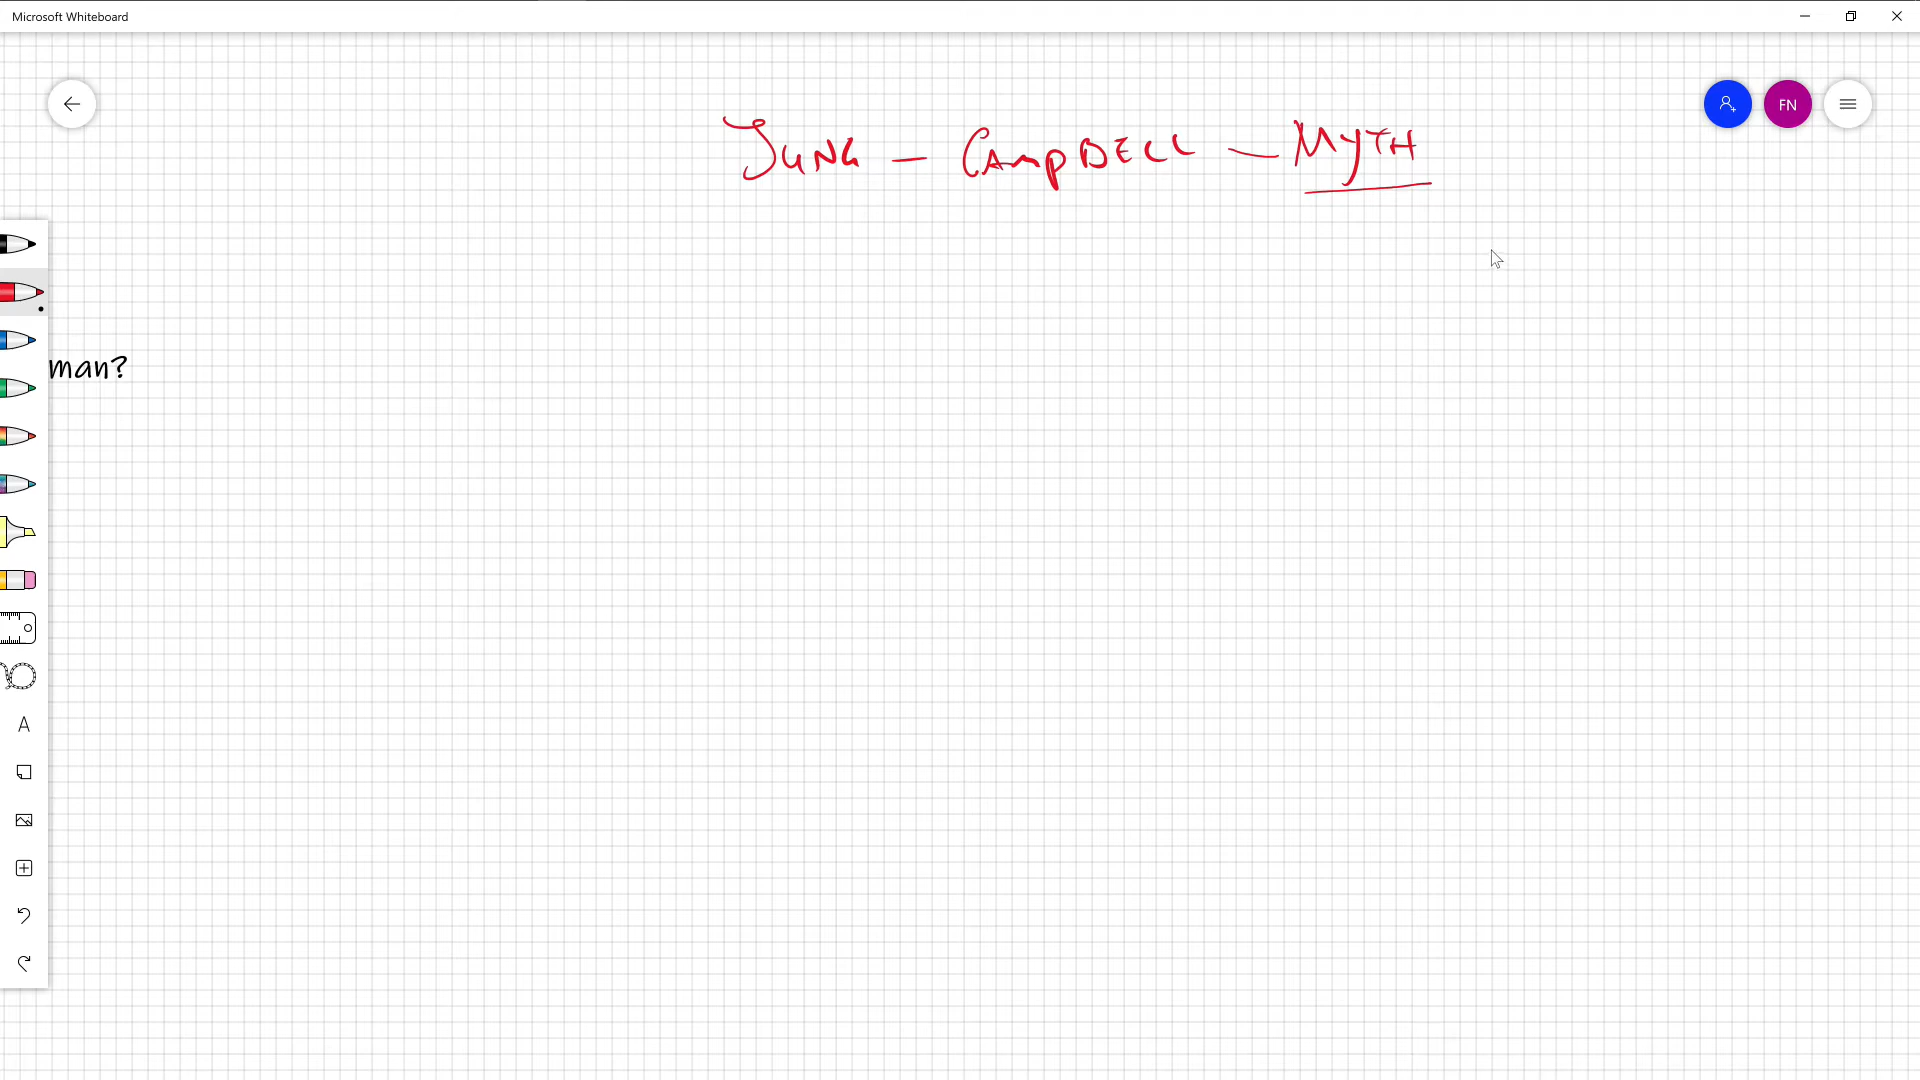 Microsoft Whiteboard
JUNG — CAMPBELL — MYTH
FN
man?
A